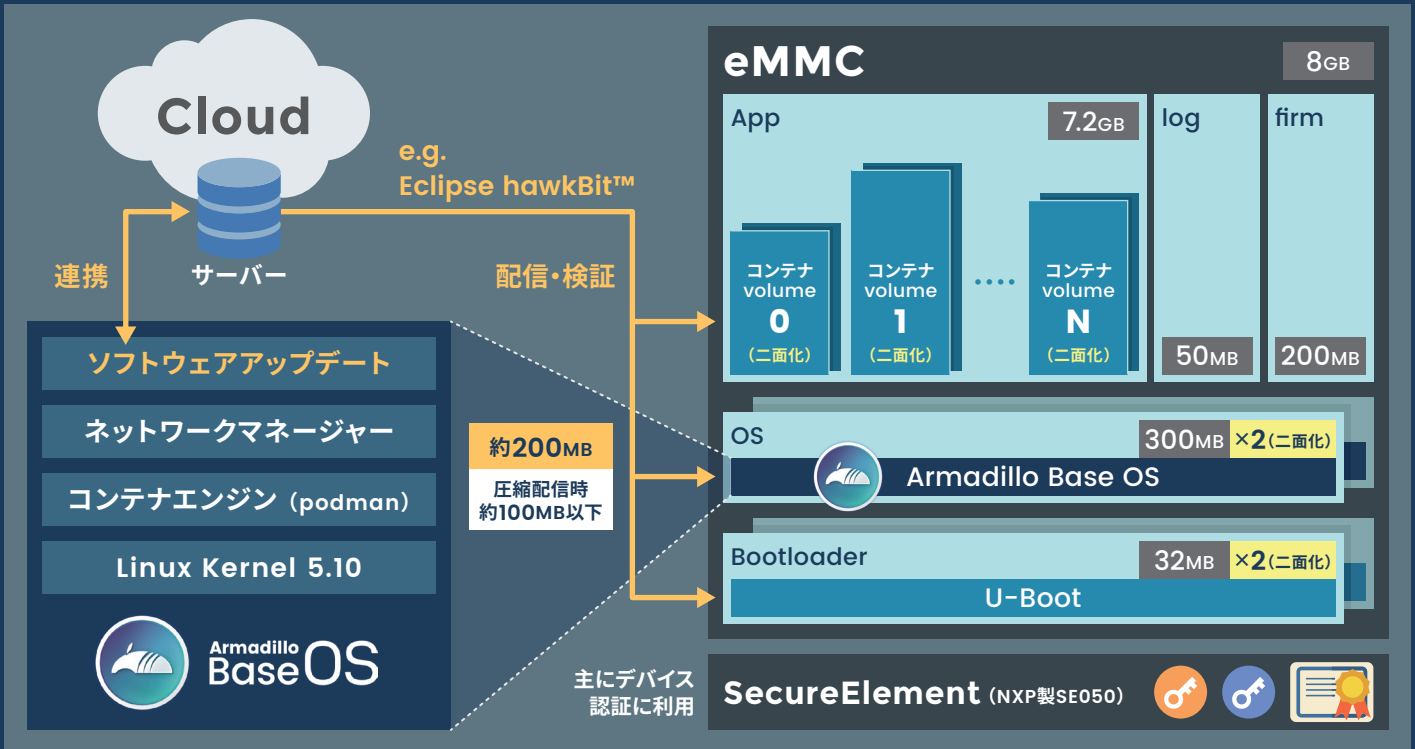 Cloud
e.g.
Eclipse hawkBit™
連携
サーバー
配信・検証
ソフトウェアアップデート
ネットワークマネージャー
コンテナエンジン（podman）
Linux Kernel 5.10
Armadillo
Base OS
約200MB
圧縮配信時
約100MB以下
eMMC
8GB
App
7.2GB
コンテナ
volume
0
（二面化）
コンテナ
volume
1
（二面化）
····
コンテナ
volume
N
（二面化）
log
50MB
firm
200MB
OS
300MB ×2（二面化）
Armadillo Base OS
Bootloader
32MB ×2（二面化）
U-Boot
主にデバイス
認証に利用
SecureElement（NXP製SE050）